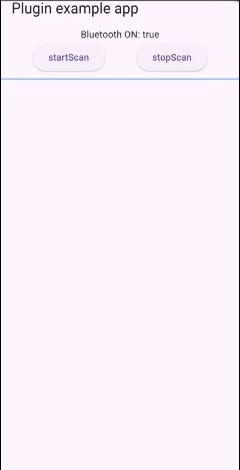 Plugin example app
Bluetooth ON: true
startScan stopScan